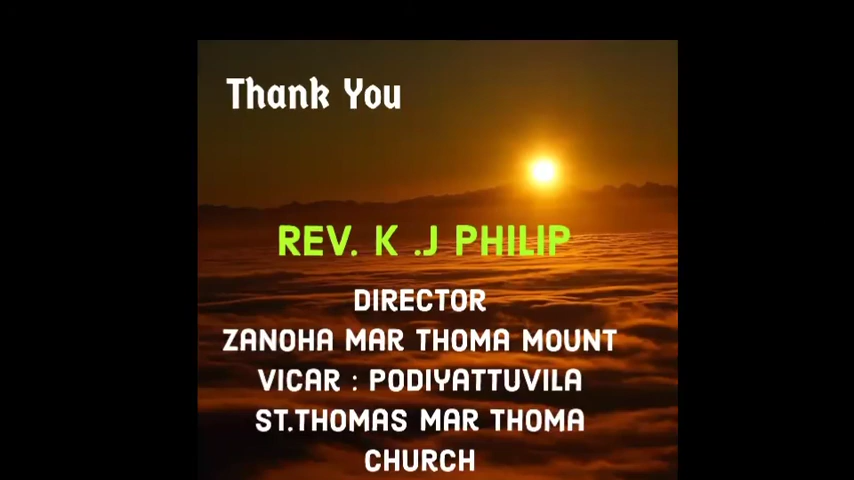 Thank You
REV. K .J PHILIP
DIRECTOR
ZANOHA MAR THOMA MOUNT
VICAR : PODIYATTUVILA
ST.THOMAS MAR THOMA
CHURCH